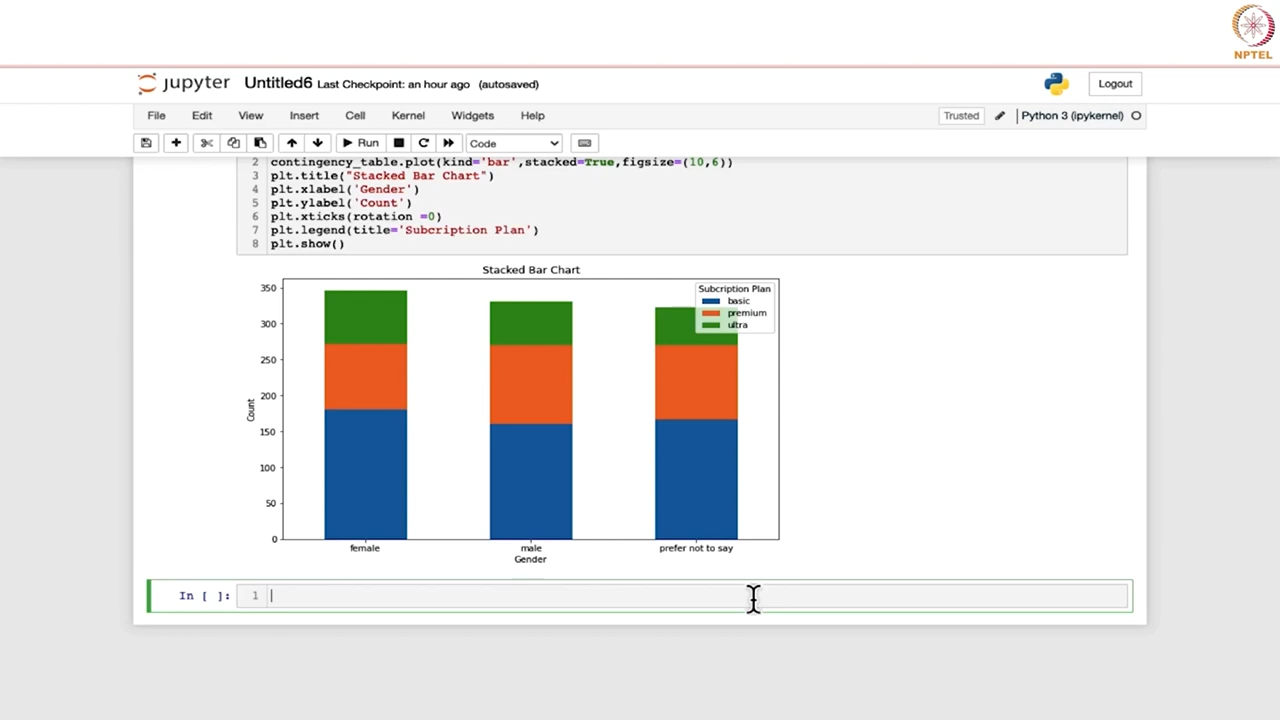 NPTEL
jupyter Untitled6 Last Checkpoint: an hour ago (autosaved)
Logout
File Edit View Insert Cell Kernel Widgets Help
Trusted Python 3 (ipykernel)
Run Code
2 contingency_table.plot(kind='bar',stacked=True,figsize=(10,6))
3 plt.title("Stacked Bar Chart")
4 plt.xlabel('Gender')
5 plt.ylabel('Count')
6 plt.xticks(rotation =0)
7 plt.legend(title='Subcription Plan')
8 plt.show()
Stacked Bar Chart
Subcription Plan
basic
premium
ultra
350
300
250
200
150
100
50
0
Count
female male prefer not to say
Gender
In [ ]: 1